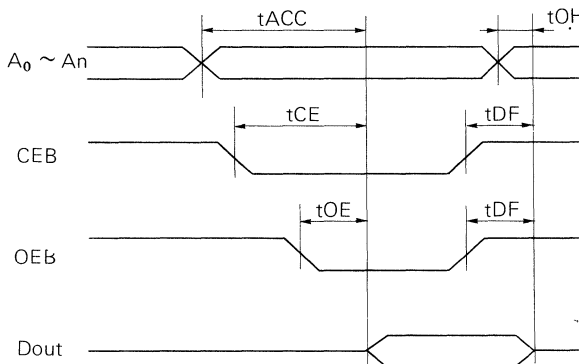 tACC
tOH
A₀ ~ An
tCE
tDF
CEB
tOE
tDF
OEB
Dout